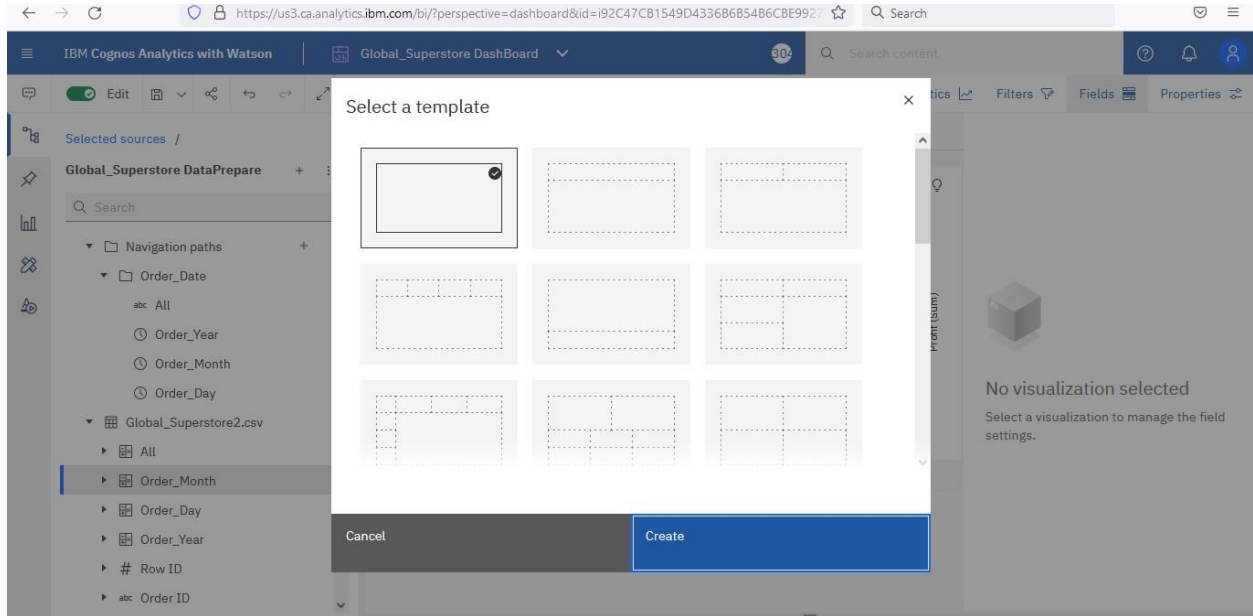 https://us3.ca.analytics.ibm.com/bi/?perspective=dashboard&id=i92C47CB1549D4336B6B54B6CBE9927
Search
IBM Cognos Analytics with Watson
Global_Superstore DashBoard
304
Search content
Edit
tics
Filters
Fields
Properties
Select a template
Selected sources /
Global_Superstore DataPrepare
Search
Navigation paths
Order_Date
abc All
Order_Year
Order_Month
Order_Day
Global_Superstore2.csv
All
Order_Month
Order_Day
Order_Year
# Row ID
abc Order ID
Profit (Sum)
No visualization selected
Select a visualization to manage the field
settings.
Cancel
Create